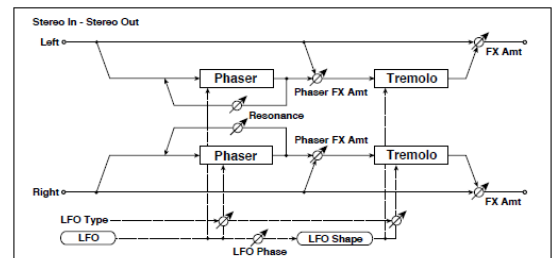 Stereo In - Stereo Out
Left
FX Amt
Phaser
Tremolo
Phaser FX Amt
Resonance
Phaser FX Amt
Phaser
Tremolo
Right
FX Amt
LFO Type
LFO
LFO Shape
LFO Phase